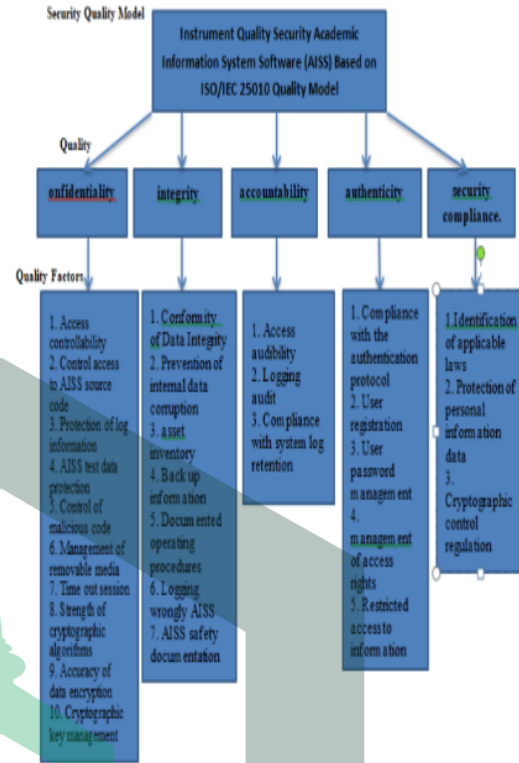 Security Quality Model
Instrument Quality Security Academic
Information System Software (AISS) Based on
ISO/IEC 25010 Quality Model
Quality
onfidentiality
integrity
accountability
authenticity
security
compliance.
Quality Factors
1. Access
controllability
2. Control access
to AISS source
code
3. Protection of log
information
4. AISS test data
protection
5. Control of
malicious code
6. Management of
removable media
7. Time out session
8. Strength of
cryptographic
algorithms
9. Accuracy of
data encryption
10. Cryptographic
key management
1. Conformity
of Data Integrity
2. Prevention of
internal data
corruption
3. asset
inventory
4. Back up
information
5. Documented
operating
procedures
6. Logging
wrongly AISS
7. AISS safety
documentation
1. Access
audibility
2. Logging
audit
3. Compliance
with system log
retention
1. Compliance
with the
authentication
protocol
2. User
registration
3. User
password
management
4.
management
of access
rights
5. Restricted
access to
information
1.Identification
of applicable
laws
2. Protection of
personal
information
data
3.
Cryptographic
control
regulation